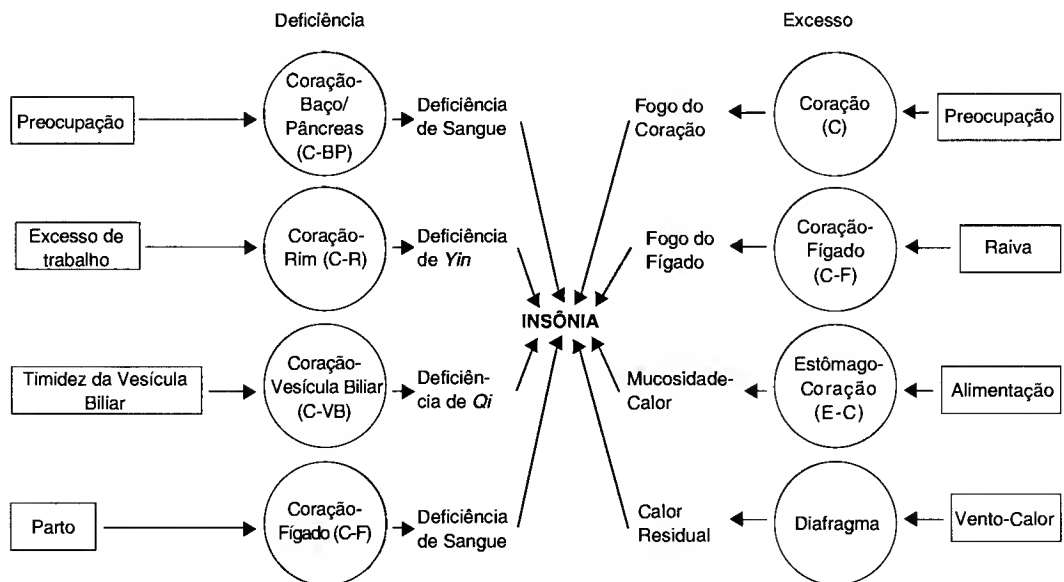 Deficiência
Excesso
Preocupação
Coração-
Baço/
Pâncreas
(C-BP)
Deficiência
de Sangue
Fogo do
Coração
Coração
(C)
Preocupação
Excesso de
trabalho
Coração-
Rim (C-R)
Deficiência
de Yin
Fogo do
Fígado
Coração-
Fígado
(C-F)
Raiva
INSÔNIA
Timidez da Vesícula
Biliar
Coração-
Vesícula Biliar
(C-VB)
Deficiên-
cia de Qi
Mucosidade-
Calor
Estômago-
Coração
(E-C)
Alimentação
Parto
Coração-
Fígado (C-F)
Deficiência
de Sangue
Calor
Residual
Diafragma
Vento-Calor